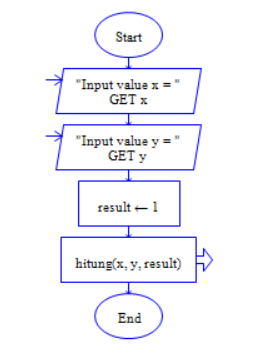 Start
"Input value x = "
GET x
"Input value y = "
GET y
result ← 1
hitung(x, y, result)
End